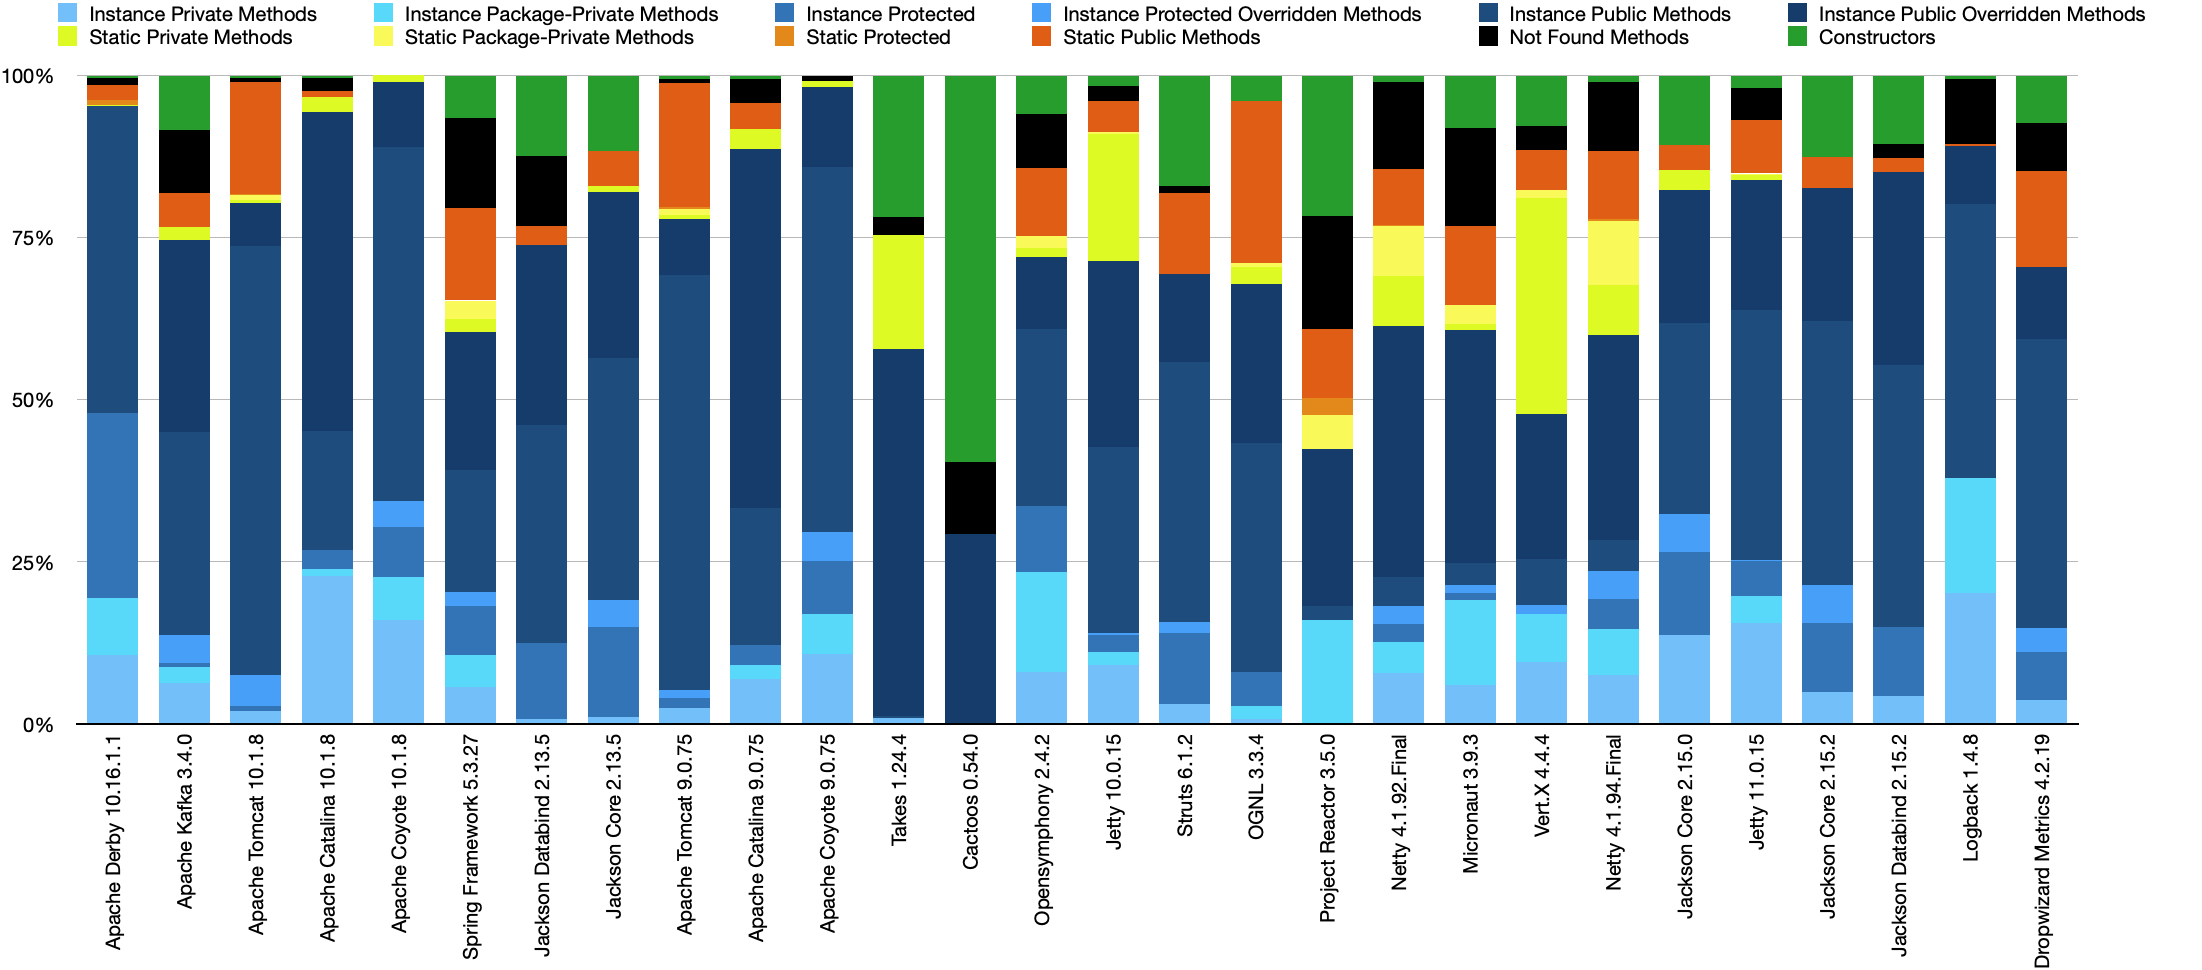 Instance Private Methods Instance Package-Private Methods Instance Protected Instance Protected Overridden Methods Instance Public Methods Instance Public Overridden Methods
Static Private Methods Static Package-Private Methods Static Protected Static Public Methods Not Found Methods Constructors
100%
75%
50%
25%
0%
Apache Derby 10.16.1.1
Apache Kafka 3.4.0
Apache Tomcat 10.1.8
Apache Catalina 10.1.8
Apache Coyote 10.1.8
Spring Framework 5.3.27
Jackson Databind 2.13.5
Jackson Core 2.13.5
Apache Tomcat 9.0.75
Apache Catalina 9.0.75
Apache Coyote 9.0.75
Takes 1.24.4
Cactoos 0.54.0
Opensymphony 2.4.2
Jetty 10.0.15
Struts 6.1.2
OGNL 3.3.4
Project Reactor 3.5.0
Netty 4.1.92.Final
Micronaut 3.9.3
Vert.X 4.4.4
Netty 4.1.94.Final
Jackson Core 2.15.0
Jetty 11.0.15
Jackson Core 2.15.2
Jackson Databind 2.15.2
Logback 1.4.8
Dropwizard Metrics 4.2.19